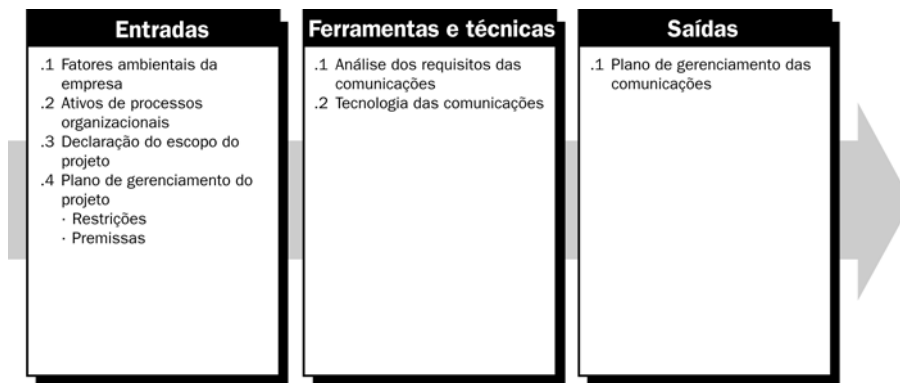 Entradas
.1 Fatores ambientais da
empresa
.2 Ativos de processos
organizacionais
.3 Declaração do escopo do
projeto
.4 Plano de gerenciamento do
projeto
· Restrições
· Premissas
Ferramentas e técnicas
.1 Análise dos requisitos das
comunicações
.2 Tecnologia das comunicações
Saídas
.1 Plano de gerenciamento das
comunicações